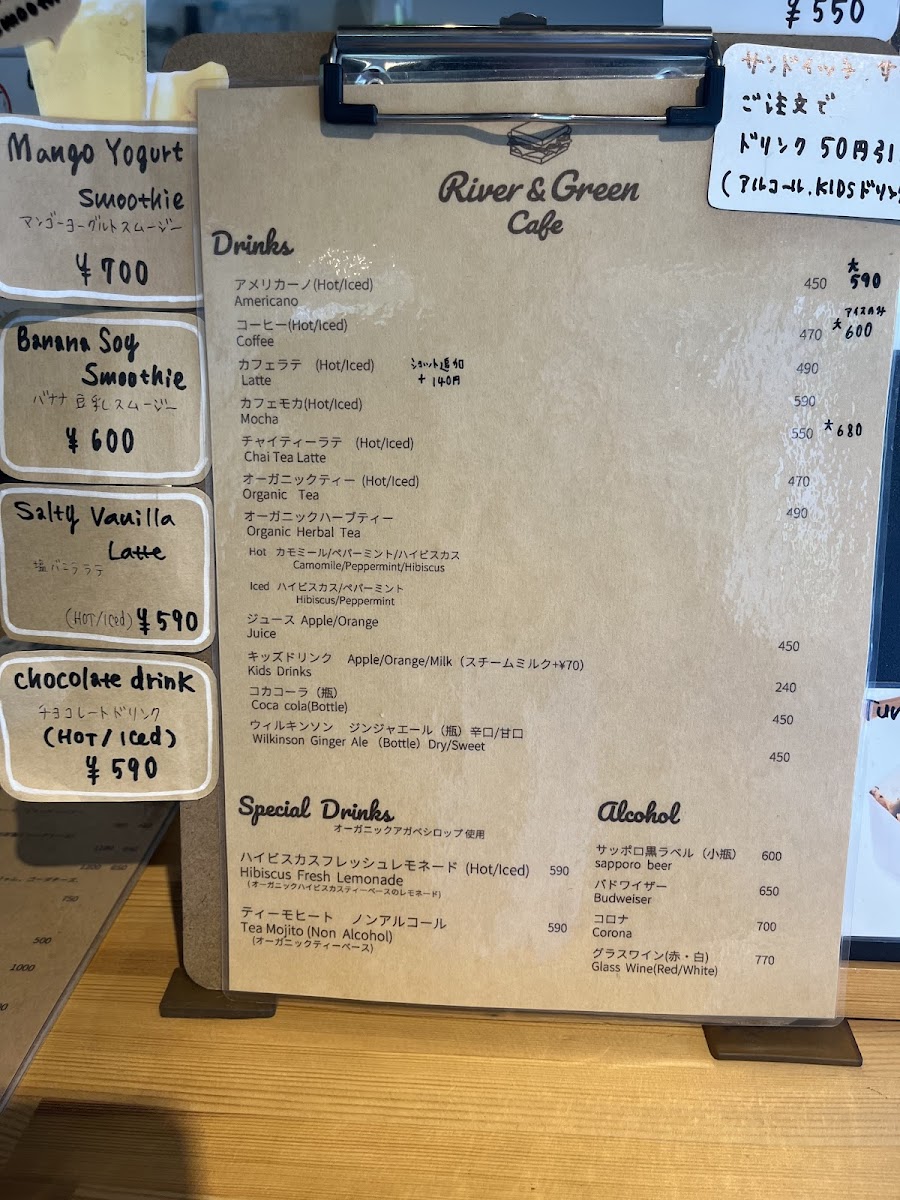 ¥550
サンドイッチ、サ
ご注文で
ドリンク 50円引
(アルコール、KIDSドリン
Mango Yogurt
Smoothie
マンゴーヨーグルトスムージー
¥700
Banana Soy
Smoothie
バナナ豆乳スムージー
¥600
Salty Vanilla
Latte
塩バニララテ
(HOT/Iced) ¥590
chocolate drink
チョコレートドリンク
(HOT/Iced)
¥590
River & Green
Cafe
Drinks
アメリカーノ(Hot/Iced) 450 大590
Americano
コーヒー(Hot/Iced) 470 アイスのみ大600
Coffee
カフェラテ (Hot/Iced) ショット追加 490
Latte +140円
カフェモカ(Hot/Iced) 590
Mocha
チャイティーラテ (Hot/Iced) 550 大680
Chai Tea Latte
オーガニックティー (Hot/Iced) 470
Organic Tea
オーガニックハーブティー 490
Organic Herbal Tea
Hot カモミール/ペパーミント/ハイビスカス
Camomile/Peppermint/Hibiscus
Iced ハイビスカス/ペパーミント
Hibiscus/Peppermint
ジュース Apple/Orange 450
Juice
キッズドリンク Apple/Orange/Milk（スチームミルク+¥70） 240
Kids Drinks
コカコーラ（瓶） 450
Coca cola(Bottle)
ウィルキンソン ジンジャエール（瓶）辛口/甘口 450
Wilkinson Ginger Ale （Bottle）Dry/Sweet
Special Drinks
オーガニックアガベシロップ使用
ハイビスカスフレッシュレモネード (Hot/Iced) 590
Hibiscus Fresh Lemonade
（オーガニックハイビスカスティーベースのレモネード）
ティーモヒート ノンアルコール 590
Tea Mojito (Non Alcohol)
（オーガニックティーベース）
Alcohol
サッポロ黒ラベル（小瓶） 600
sapporo beer
バドワイザー 650
Budweiser
コロナ 700
Corona
グラスワイン(赤・白) 770
Glass Wine(Red/White)
750
500
1000